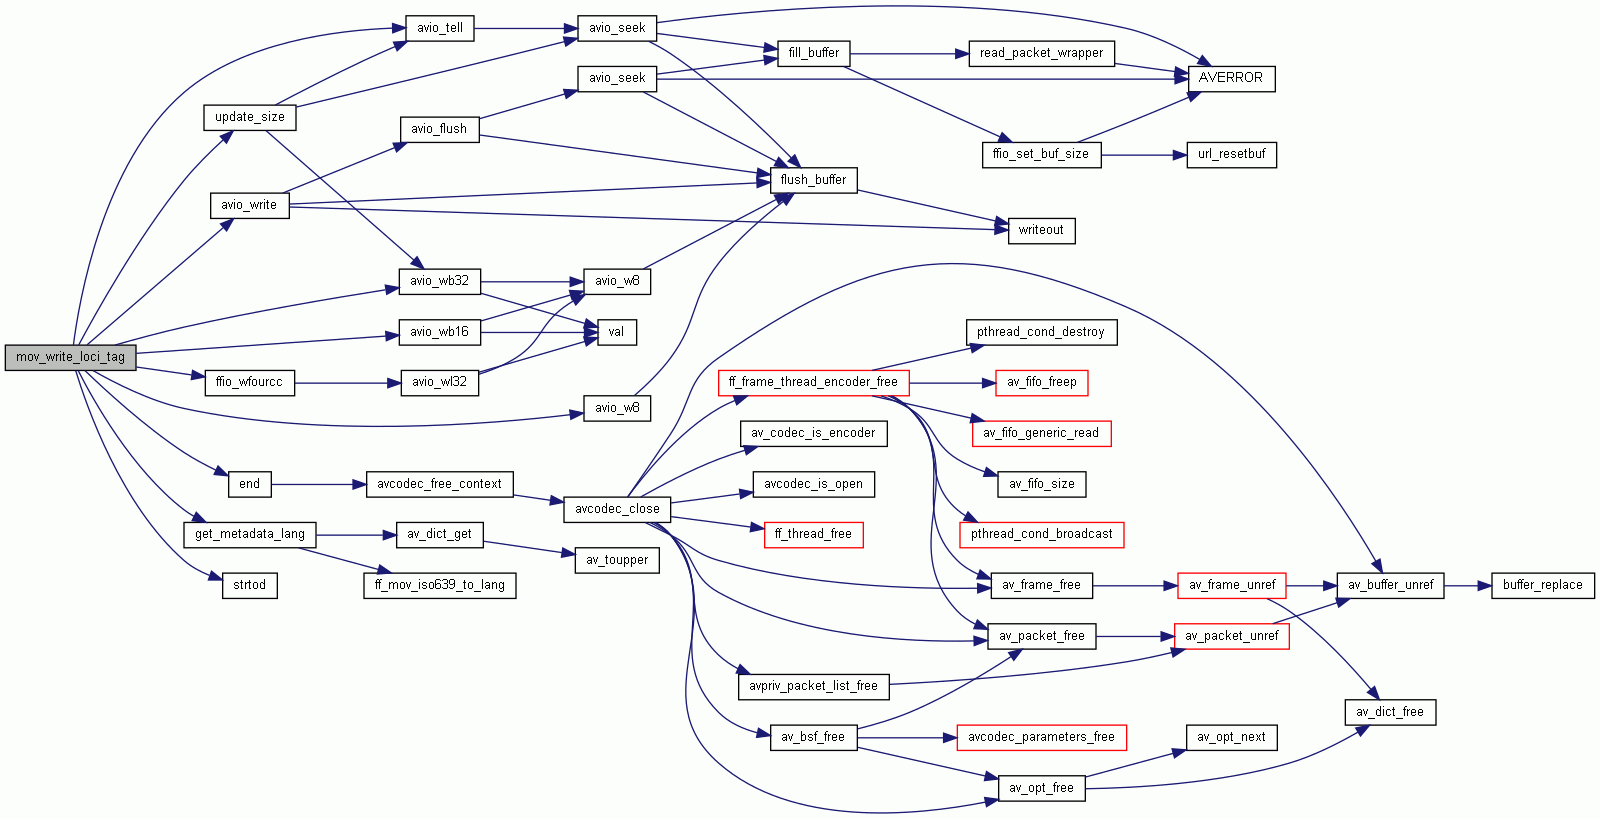 mov_write_loci_tag
avio_tell
update_size
avio_write
avio_wb32
avio_wb16
ffio_wfourcc
end
get_metadata_lang
strtod
avio_flush
avio_wl32
avcodec_free_context
av_dict_get
ff_mov_iso639_to_lang
avio_seek
avio_seek
avio_w8
val
avio_w8
avcodec_close
av_toupper
fill_buffer
flush_buffer
ff_frame_thread_encoder_free
av_codec_is_encoder
avcodec_is_open
ff_thread_free
avpriv_packet_list_free
av_bsf_free
read_packet_wrapper
ffio_set_buf_size
writeout
pthread_cond_destroy
av_fifo_freep
av_fifo_generic_read
av_fifo_size
pthread_cond_broadcast
av_frame_free
av_packet_free
avcodec_parameters_free
av_opt_free
AVERROR
url_resetbuf
av_frame_unref
av_packet_unref
av_opt_next
av_buffer_unref
av_dict_free
buffer_replace